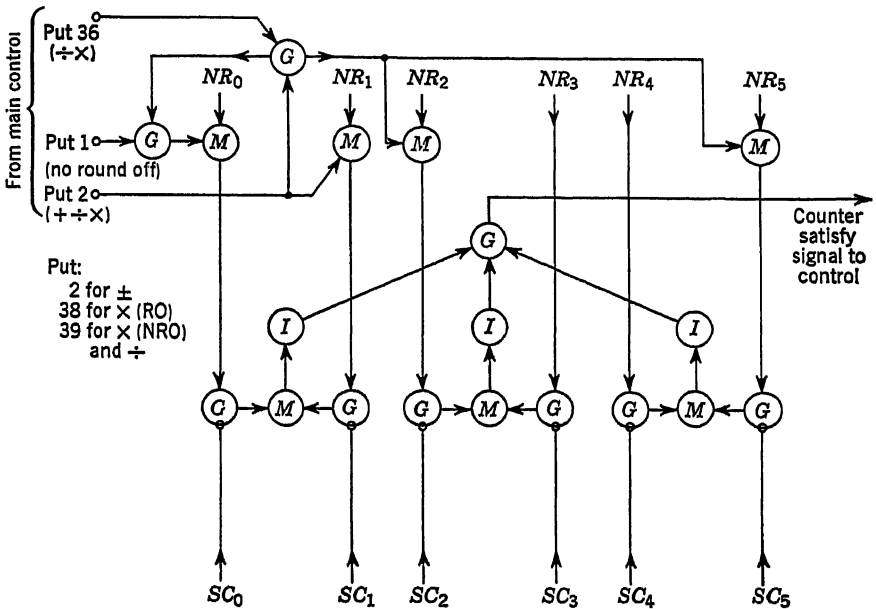 From main control
Put 36
(÷×)
G
NR₀ NR₁ NR₂ NR₃ NR₄ NR₅
Put 1 G M M M M
(no round off)
Put 2
(+÷×)
G
Counter
satisfy
signal to
control
Put:
2 for ±
38 for × (RO)
39 for × (NRO)
and ÷
I I I
G M G G M G G M G
SC₀ SC₁ SC₂ SC₃ SC₄ SC₅